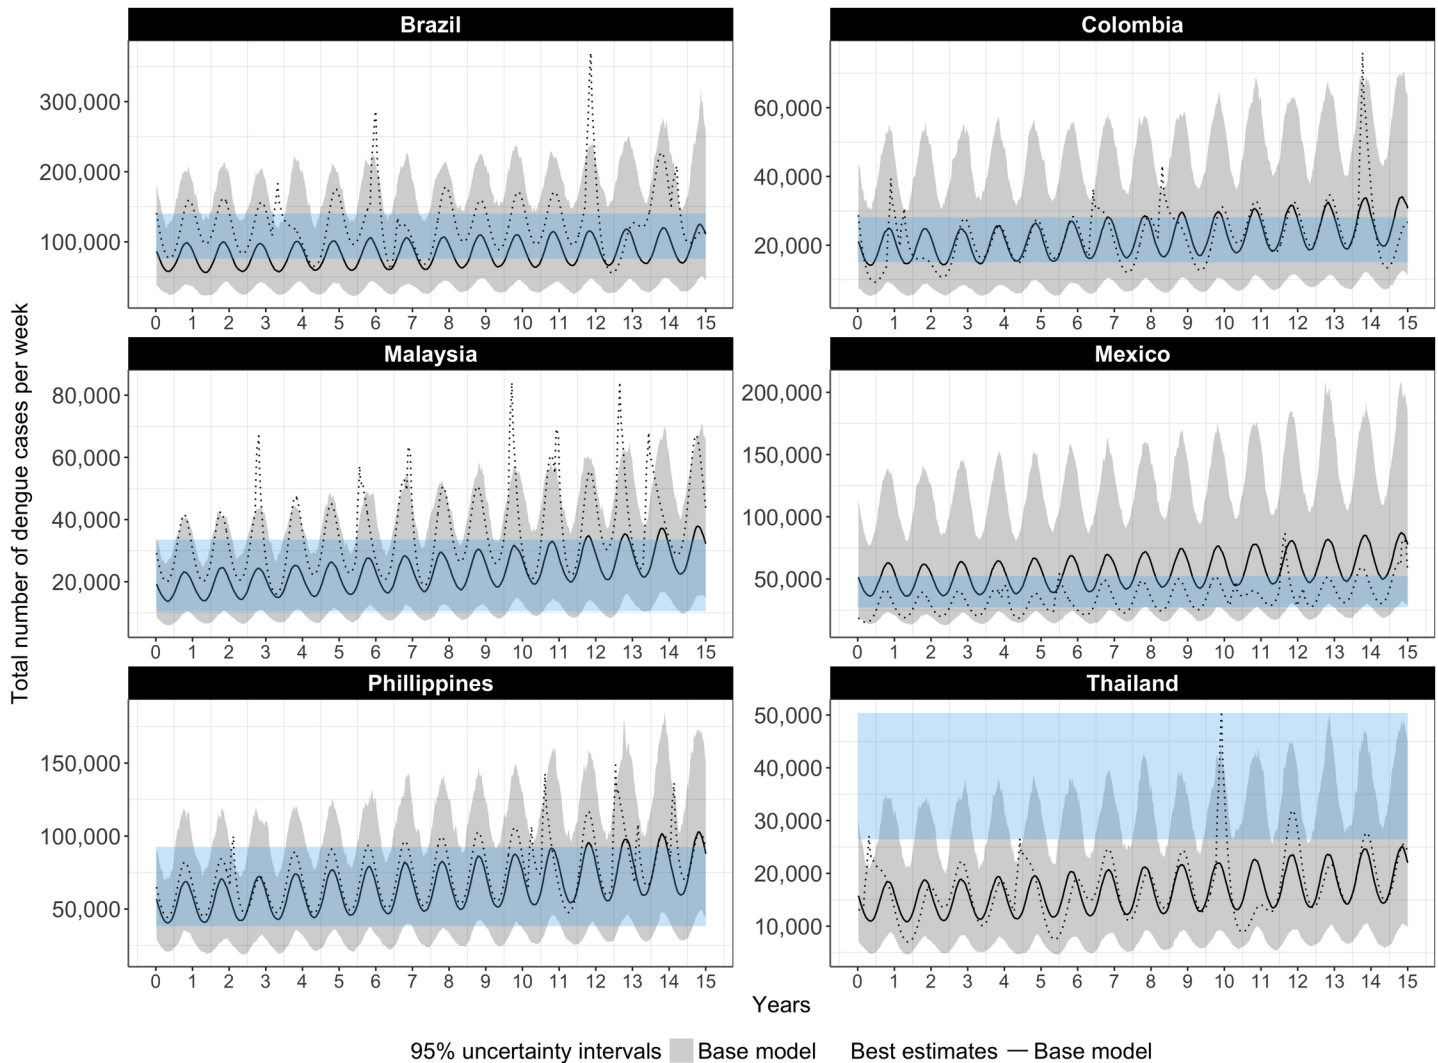 Total number of dengue cases per week
Brazil
300,000
200,000
100,000
0 1 2 3 4 5 6 7 8 9 10 11 12 13 14 15
Colombia
60,000
40,000
20,000
0 1 2 3 4 5 6 7 8 9 10 11 12 13 14 15
Malaysia
80,000
60,000
40,000
20,000
0 1 2 3 4 5 6 7 8 9 10 11 12 13 14 15
Mexico
200,000
150,000
100,000
50,000
0 1 2 3 4 5 6 7 8 9 10 11 12 13 14 15
Phillippines
150,000
100,000
50,000
0 1 2 3 4 5 6 7 8 9 10 11 12 13 14 15
Thailand
50,000
40,000
30,000
20,000
10,000
0 1 2 3 4 5 6 7 8 9 10 11 12 13 14 15
Years
95% uncertainty intervals Base model Best estimates Base model